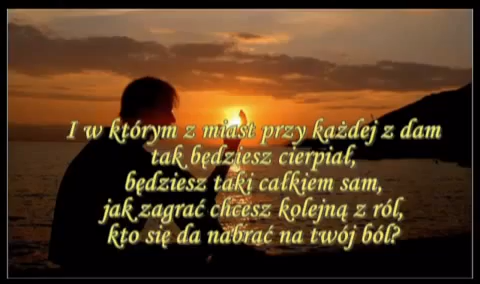 I w którym z miast przy każdej z dam
tak będziesz cierpiał,
będziesz taki całkiem sam,
jak zagrać chcesz kolejną z ról,
kto się da nabrać na twój ból?